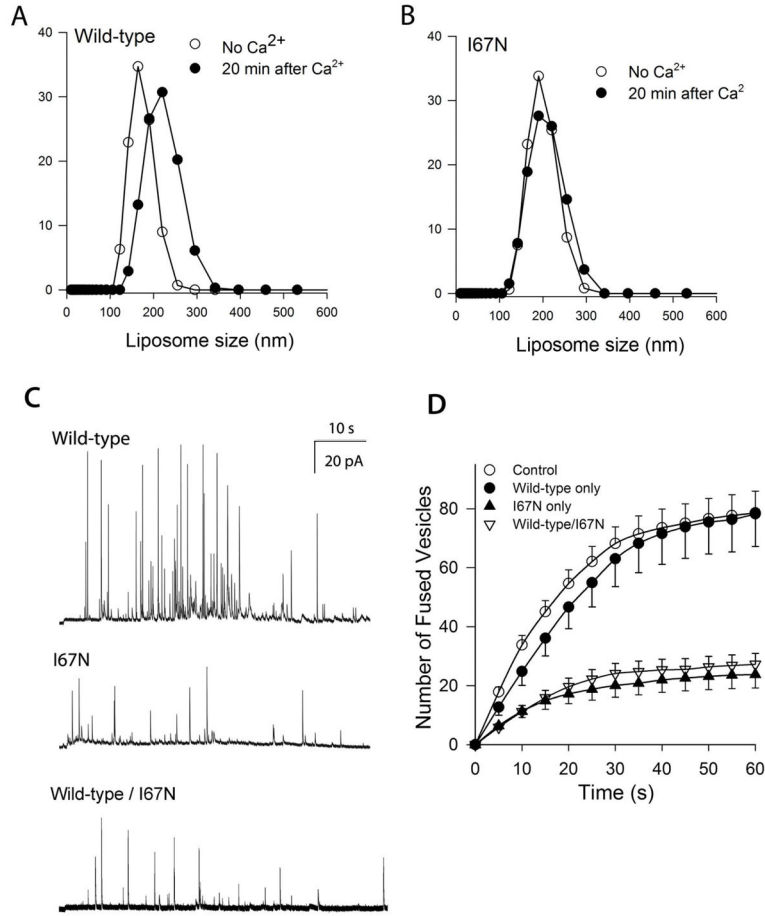 A
Wild-type
No Ca2+
20 min after Ca2+
40
30
20
10
0
0 100 200 300 400 500 600
Liposome size (nm)
B
I67N
No Ca2+
20 min after Ca2
40
30
20
10
0
0 100 200 300 400 500 600
Liposome size (nm)
C
Wild-type
10 s
20 pA
I67N
Wild-type / I67N
D
Control
Wild-type only
I67N only
Wild-type/I67N
Number of Fused Vesicles
80
60
40
20
0
0 10 20 30 40 50 60
Time (s)